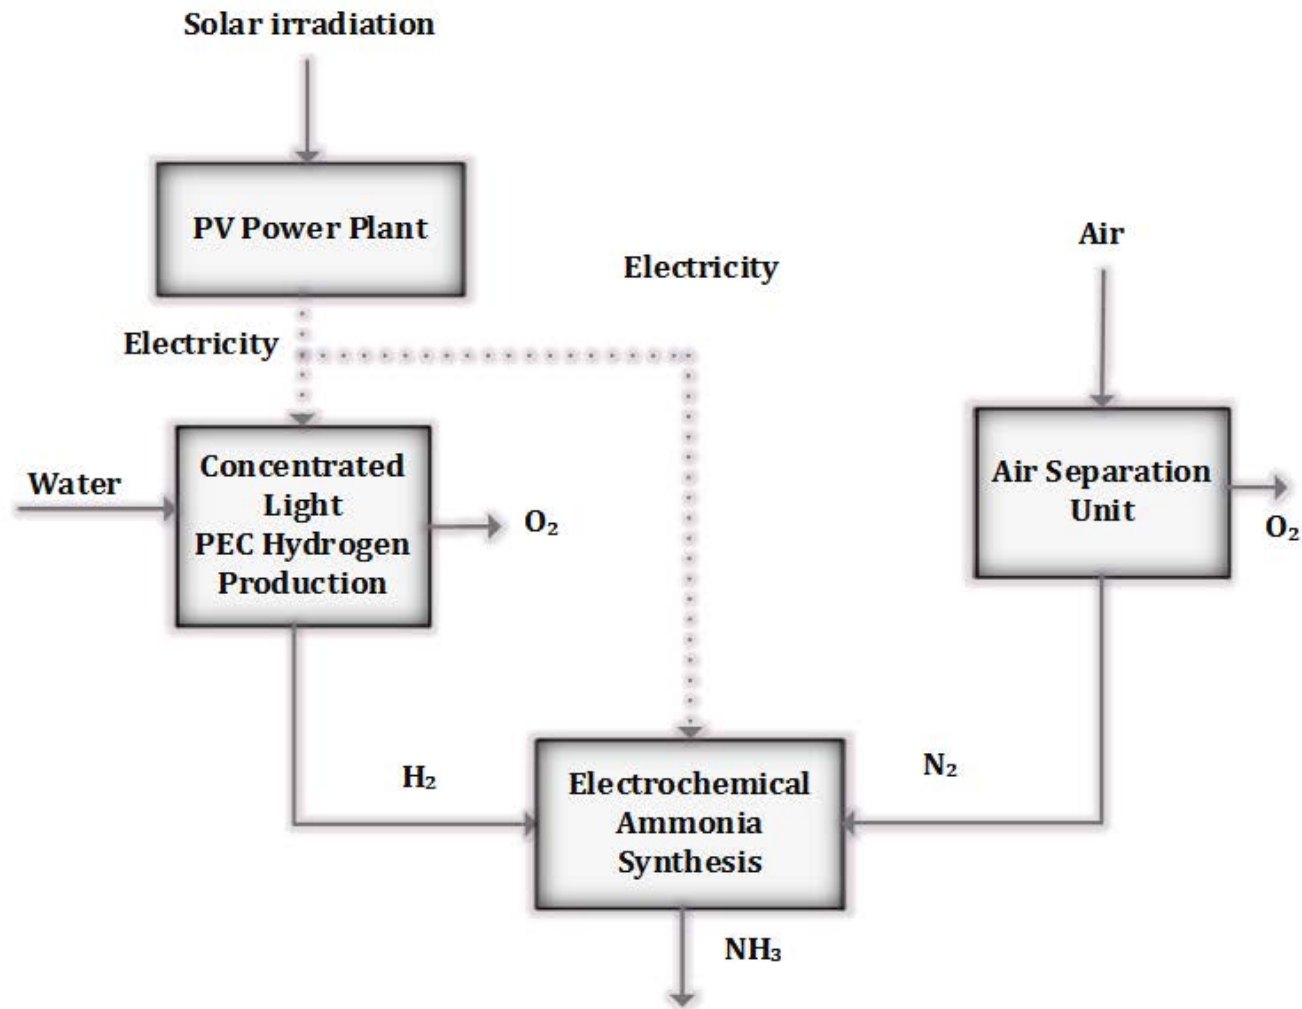 Solar irradiation
PV Power Plant
Air
Electricity
Electricity
Concentrated
Light
PEC Hydrogen
Production
Water
O₂
Air Separation
Unit
O₂
H₂
N₂
Electrochemical
Ammonia
Synthesis
NH₃